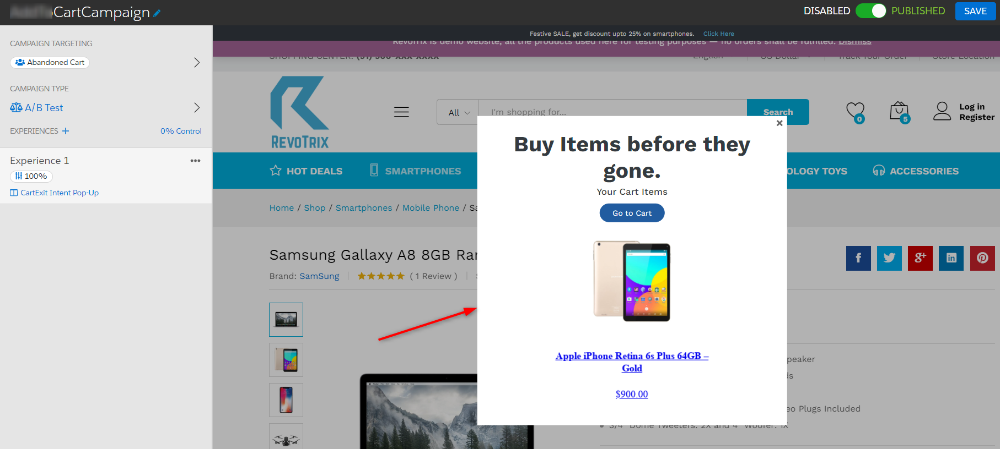 CartCampaign
DISABLED PUBLISHED SAVE
CAMPAIGN TARGETING
Abandoned Cart
CAMPAIGN TYPE
A/B Test
EXPERIENCES + 0% Control
Experience 1
100%
CartExit Intent Pop-Up
Festive SALE, get discount upto 25% on smartphones. Click Here
RevoTrix is demo website, all the products used here for testing purposes — no orders shall be fulfilled. Dismiss
SHOPPING CENTER: (91) 900-XXX-XXXX English US Dollar Track Your Order Store Location
REVOTRIX
All I'm shopping for... Search
0 5
Log in
Register
HOT DEALS SMARTPHONES OLOGY TOYS ACCESSORIES
Home / Shop / Smartphones / Mobile Phone / Sa
Buy Items before they
gone.
Your Cart Items
Go to Cart
Apple iPhone Retina 6s Plus 64GB –
Gold
$900.00
Samsung Gallaxy A8 8GB Ra
Brand: SamSung ( 1 Review )
peaker
ds
eo Plugs Included
3/4" Dome Tweeters: 2X and 4" Woofer: 1X